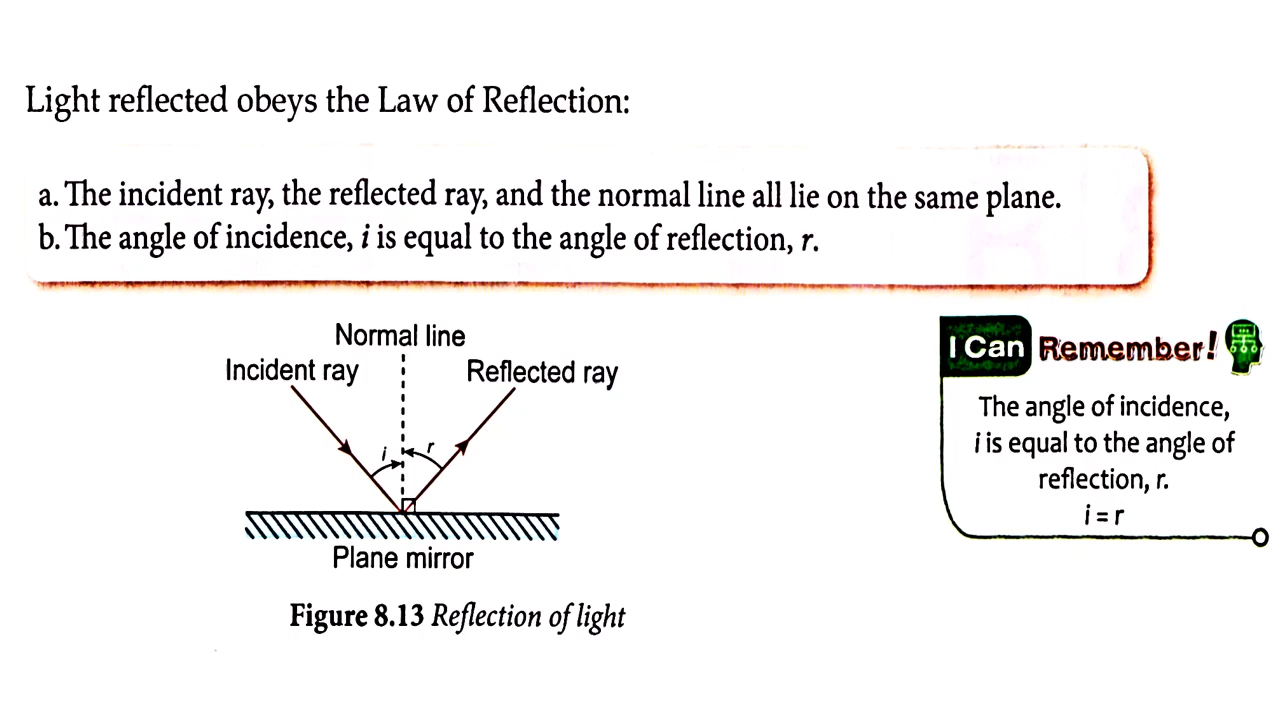 Light reflected obeys the Law of Reflection:
a. The incident ray, the reflected ray, and the normal line all lie on the same plane.
b. The angle of incidence, i is equal to the angle of reflection, r.
Normal line
Incident ray
Reflected ray
i
r
Plane mirror
Figure 8.13 Reflection of light
I Can Remember!
The angle of incidence,
i is equal to the angle of
reflection, r.
i = r